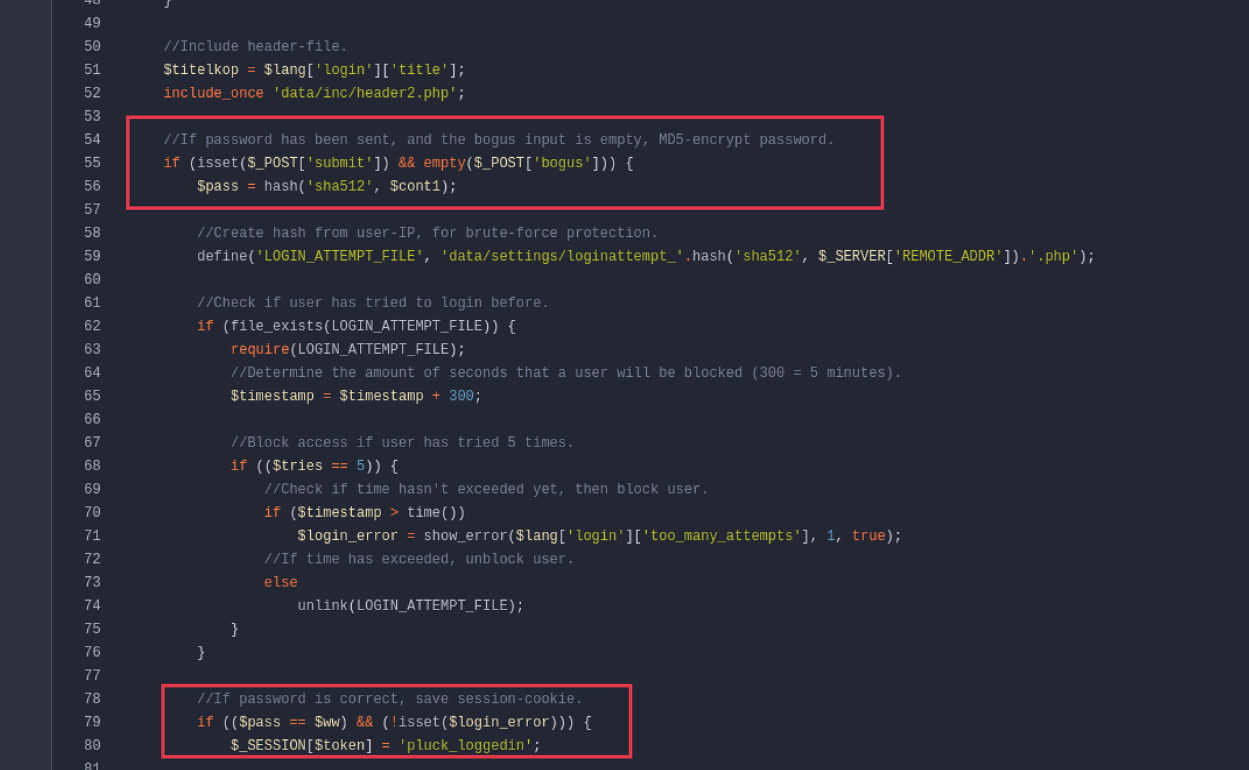 48 }
49
50 //Include header-file.
51 $titelkop = $lang['login']['title'];
52 include_once 'data/inc/header2.php';
53
54 //If password has been sent, and the bogus input is empty, MD5-encrypt password.
55 if (isset($_POST['submit']) && empty($_POST['bogus'])) {
56 $pass = hash('sha512', $cont1);
57
58 //Create hash from user-IP, for brute-force protection.
59 define('LOGIN_ATTEMPT_FILE', 'data/settings/loginattempt_'.hash('sha512', $_SERVER['REMOTE_ADDR']).'.php');
60
61 //Check if user has tried to login before.
62 if (file_exists(LOGIN_ATTEMPT_FILE)) {
63 require(LOGIN_ATTEMPT_FILE);
64 //Determine the amount of seconds that a user will be blocked (300 = 5 minutes).
65 $timestamp = $timestamp + 300;
66
67 //Block access if user has tried 5 times.
68 if (($tries == 5)) {
69 //Check if time hasn't exceeded yet, then block user.
70 if ($timestamp > time())
71 $login_error = show_error($lang['login']['too_many_attempts'], 1, true);
72 //If time has exceeded, unblock user.
73 else
74 unlink(LOGIN_ATTEMPT_FILE);
75 }
76 }
77
78 //If password is correct, save session-cookie.
79 if (($pass == $ww) && (!isset($login_error))) {
80 $_SESSION[$token] = 'pluck_loggedin';
81